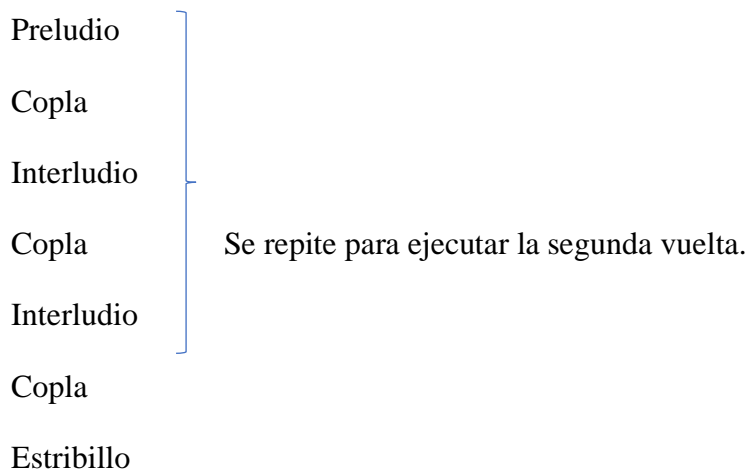 Preludio
Copla
Interludio
Copla
Se repite para ejecutar la segunda vuelta.
Interludio
Copla
Estribillo